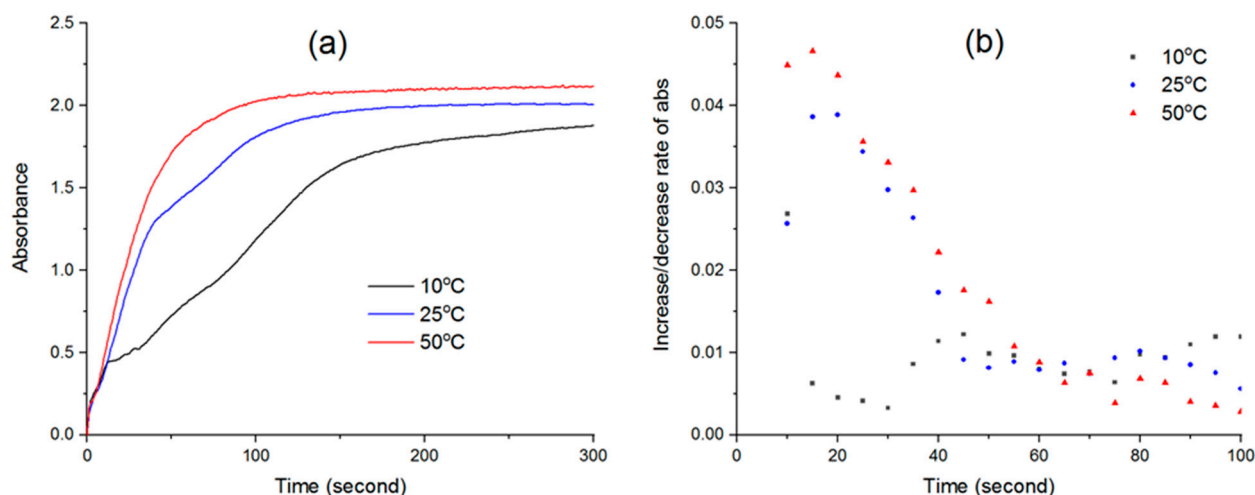 (a)
Absorbance
2.5
2.0
1.5
1.0
0.5
0.0
10°C
25°C
50°C
0
100
200
300
Time (second)
(b)
Increase/decrease rate of abs
0.05
0.04
0.03
0.02
0.01
0.00
10°C
25°C
50°C
0
20
40
60
80
100
Time (second)